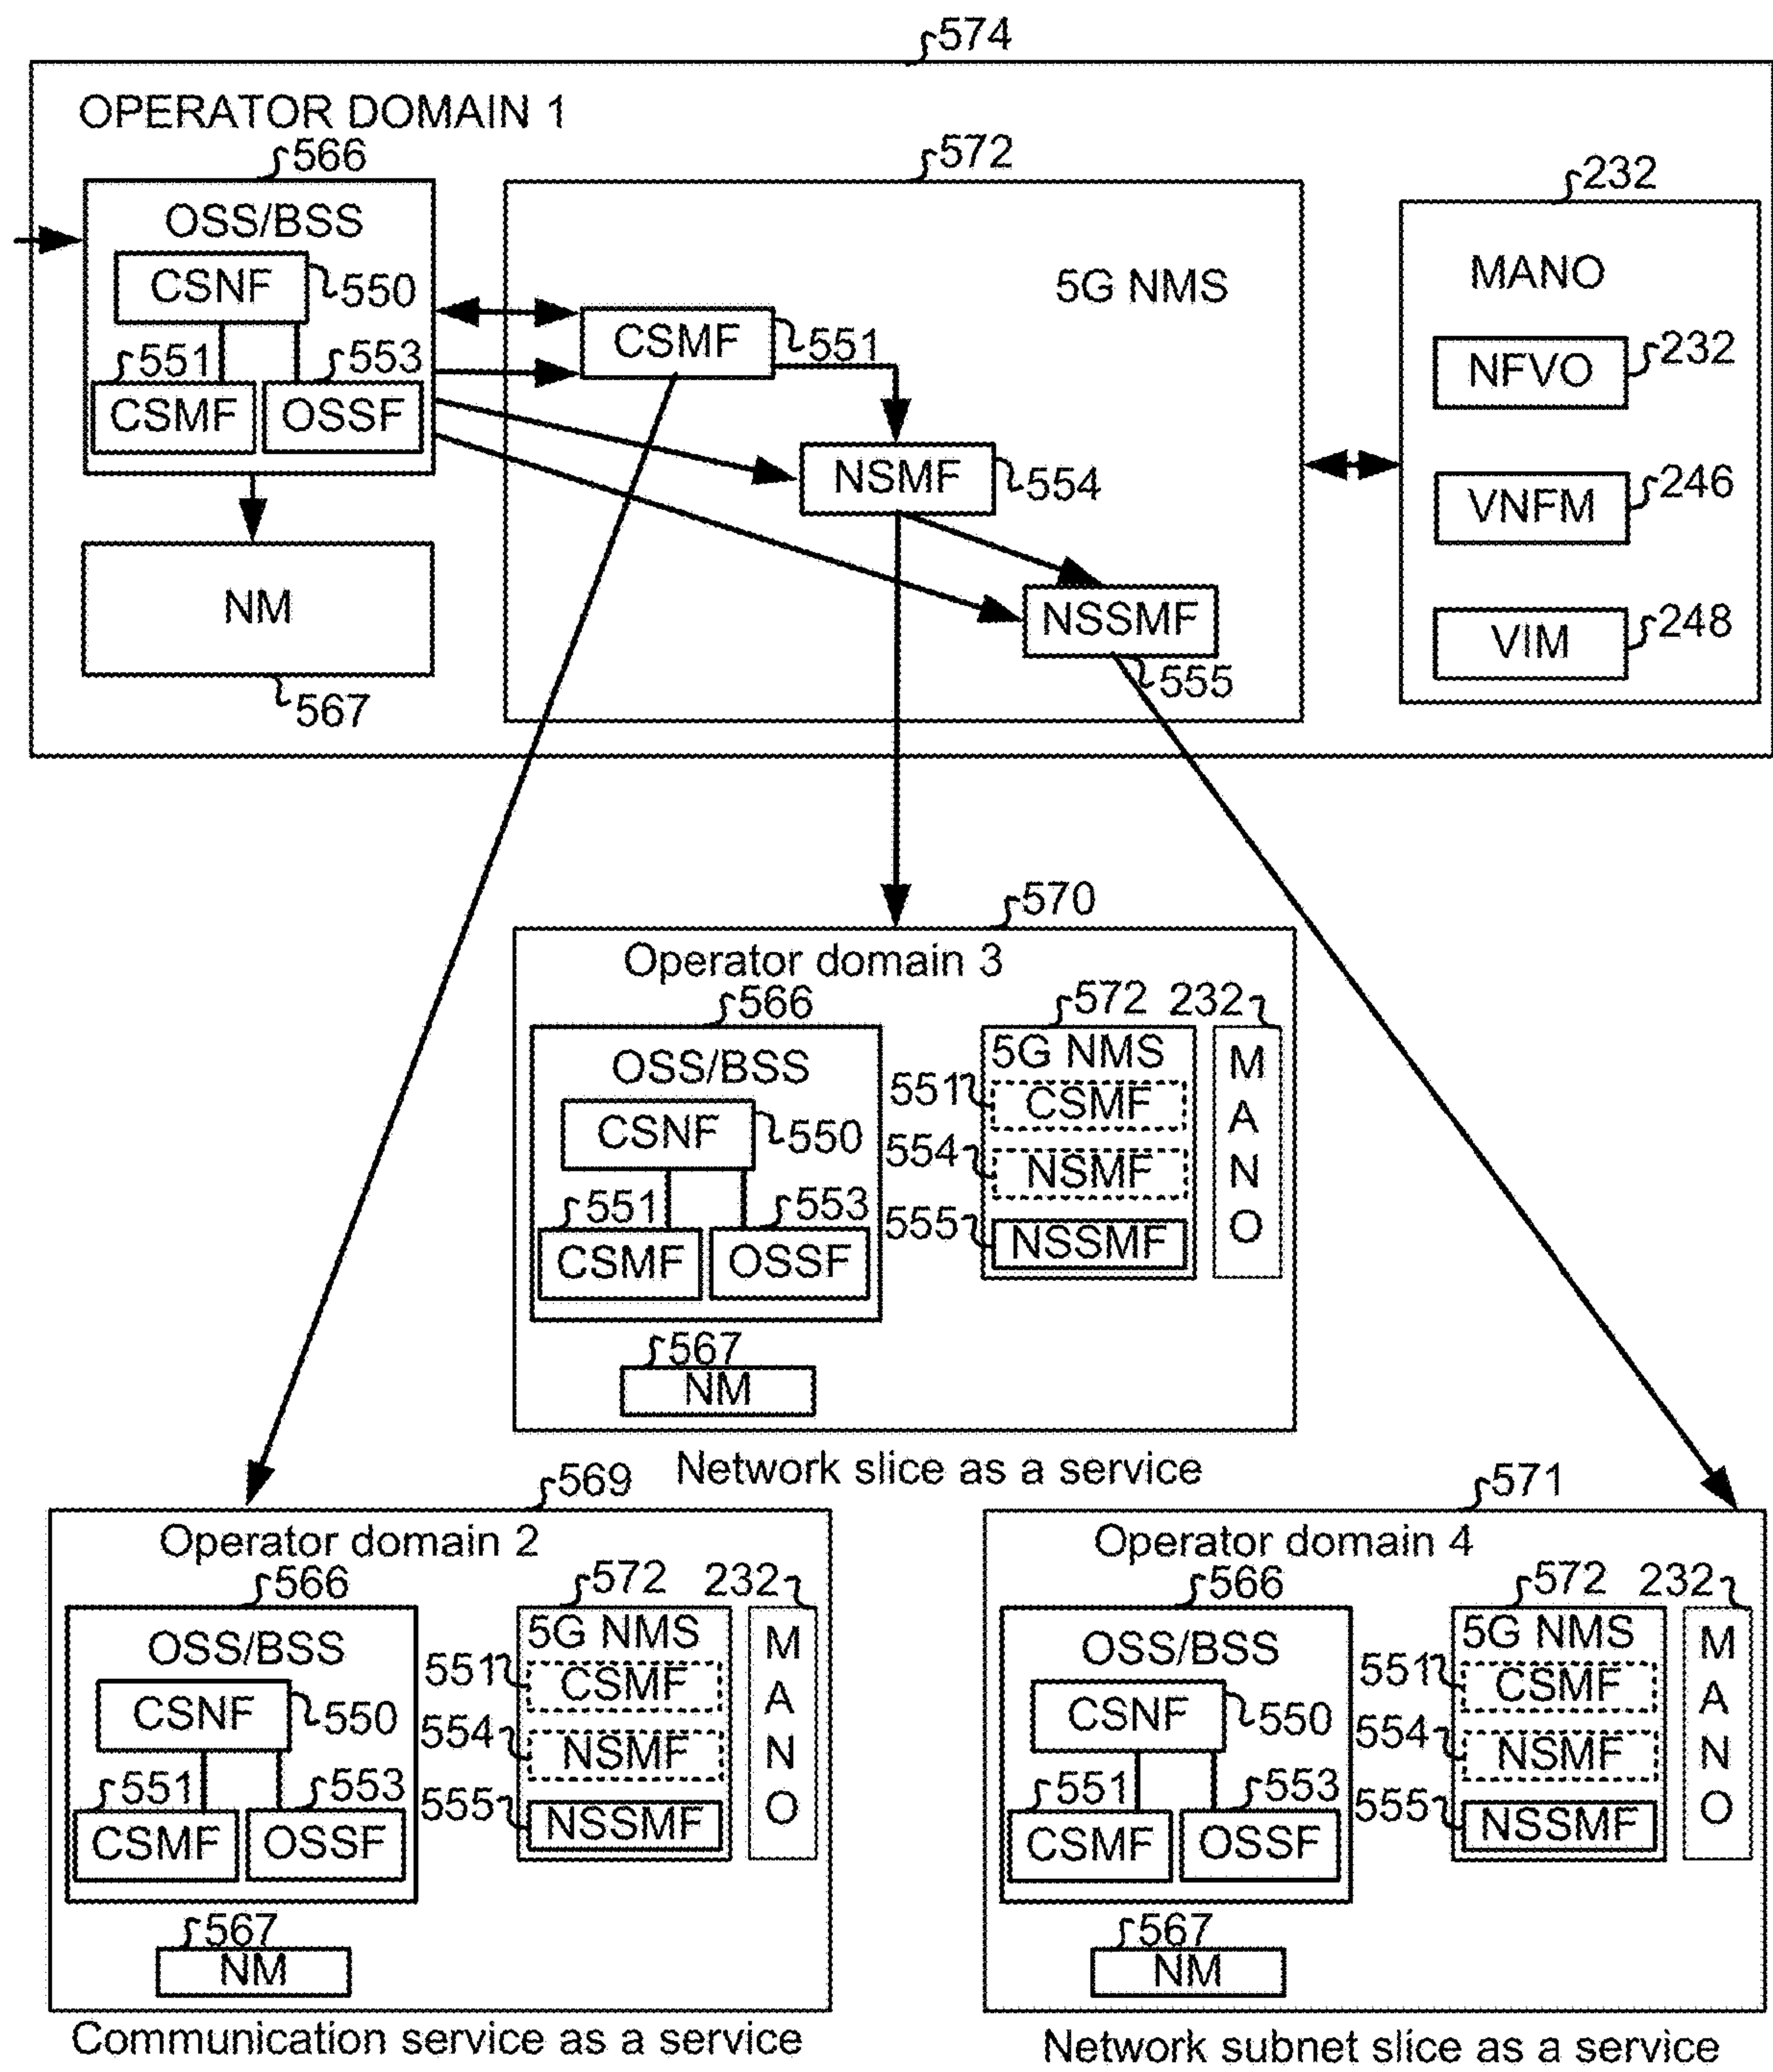 574
OPERATOR DOMAIN 1
566
572
232
OSS/BSS
CSNF
550
551
553
CSMF
OSSF
NM
567
5G NMS
CSMF
551
NSMF
554
NSSMF
555
MANO
NFVO
232
VNFM
246
VIM
248
570
Operator domain 3
566
572
232
OSS/BSS
CSNF
550
551
553
CSMF
OSSF
567
NM
5G NMS
551
CSMF
554
NSMF
555
NSSMF
M
A
N
O
Network slice as a service
569
Operator domain 2
566
572
232
OSS/BSS
CSNF
550
551
553
CSMF
OSSF
567
NM
5G NMS
551
CSMF
554
NSMF
555
NSSMF
M
A
N
O
Communication service as a service
571
Operator domain 4
566
572
232
OSS/BSS
CSNF
550
551
553
CSMF
OSSF
567
NM
5G NMS
551
CSMF
554
NSMF
555
NSSMF
M
A
N
O
Network subnet slice as a service